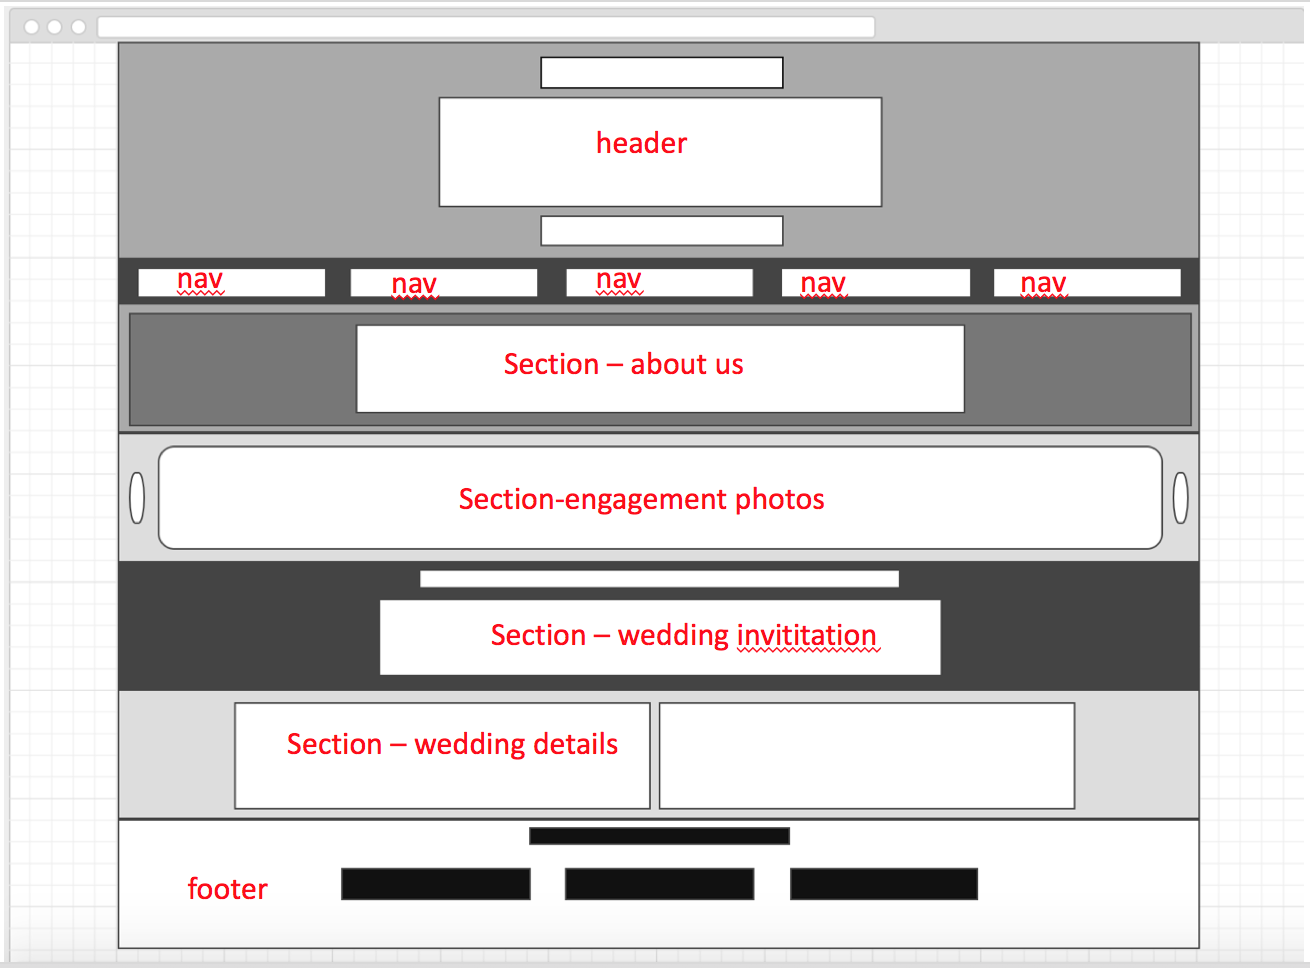 header
nav nav nav nav nav
Section – about us
Section-engagement photos
Section – wedding invititation
Section – wedding details
footer